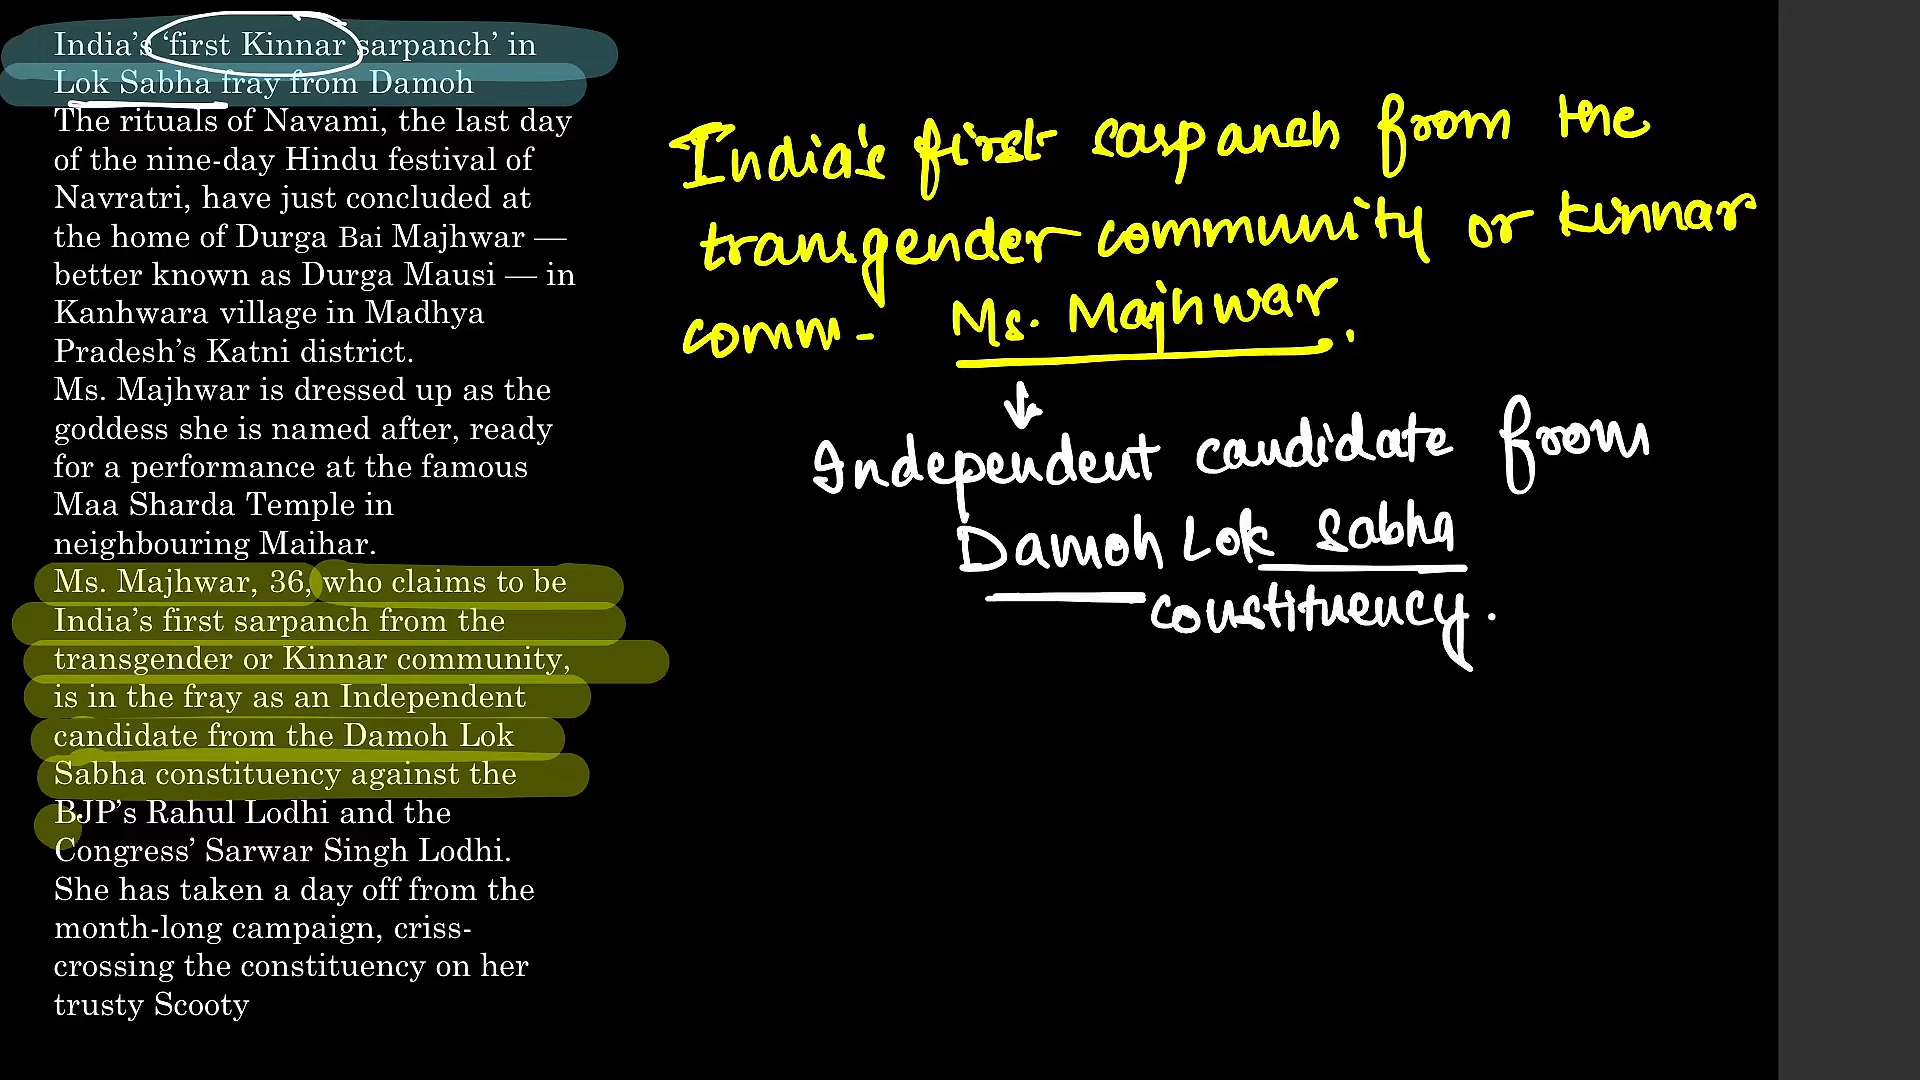 India’s ‘first Kinnar sarpanch’ in
Lok Sabha fray from Damoh
The rituals of Navami, the last day
of the nine-day Hindu festival of
Navratri, have just concluded at
the home of Durga Bai Majhwar —
better known as Durga Mausi — in
Kanhwara village in Madhya
Pradesh’s Katni district.
Ms. Majhwar is dressed up as the
goddess she is named after, ready
for a performance at the famous
Maa Sharda Temple in
neighbouring Maihar.
Ms. Majhwar, 36, who claims to be
India’s first sarpanch from the
transgender or Kinnar community,
is in the fray as an Independent
candidate from the Damoh Lok
Sabha constituency against the
BJP’s Rahul Lodhi and the
Congress’ Sarwar Singh Lodhi.
She has taken a day off from the
month-long campaign, criss-
crossing the constituency on her
trusty Scooty
India's first sarpanch from the
transgender community or kinnar
comm - Ms. Majhwar.
Independent candidate from
Damoh Lok Sabha
constituency.